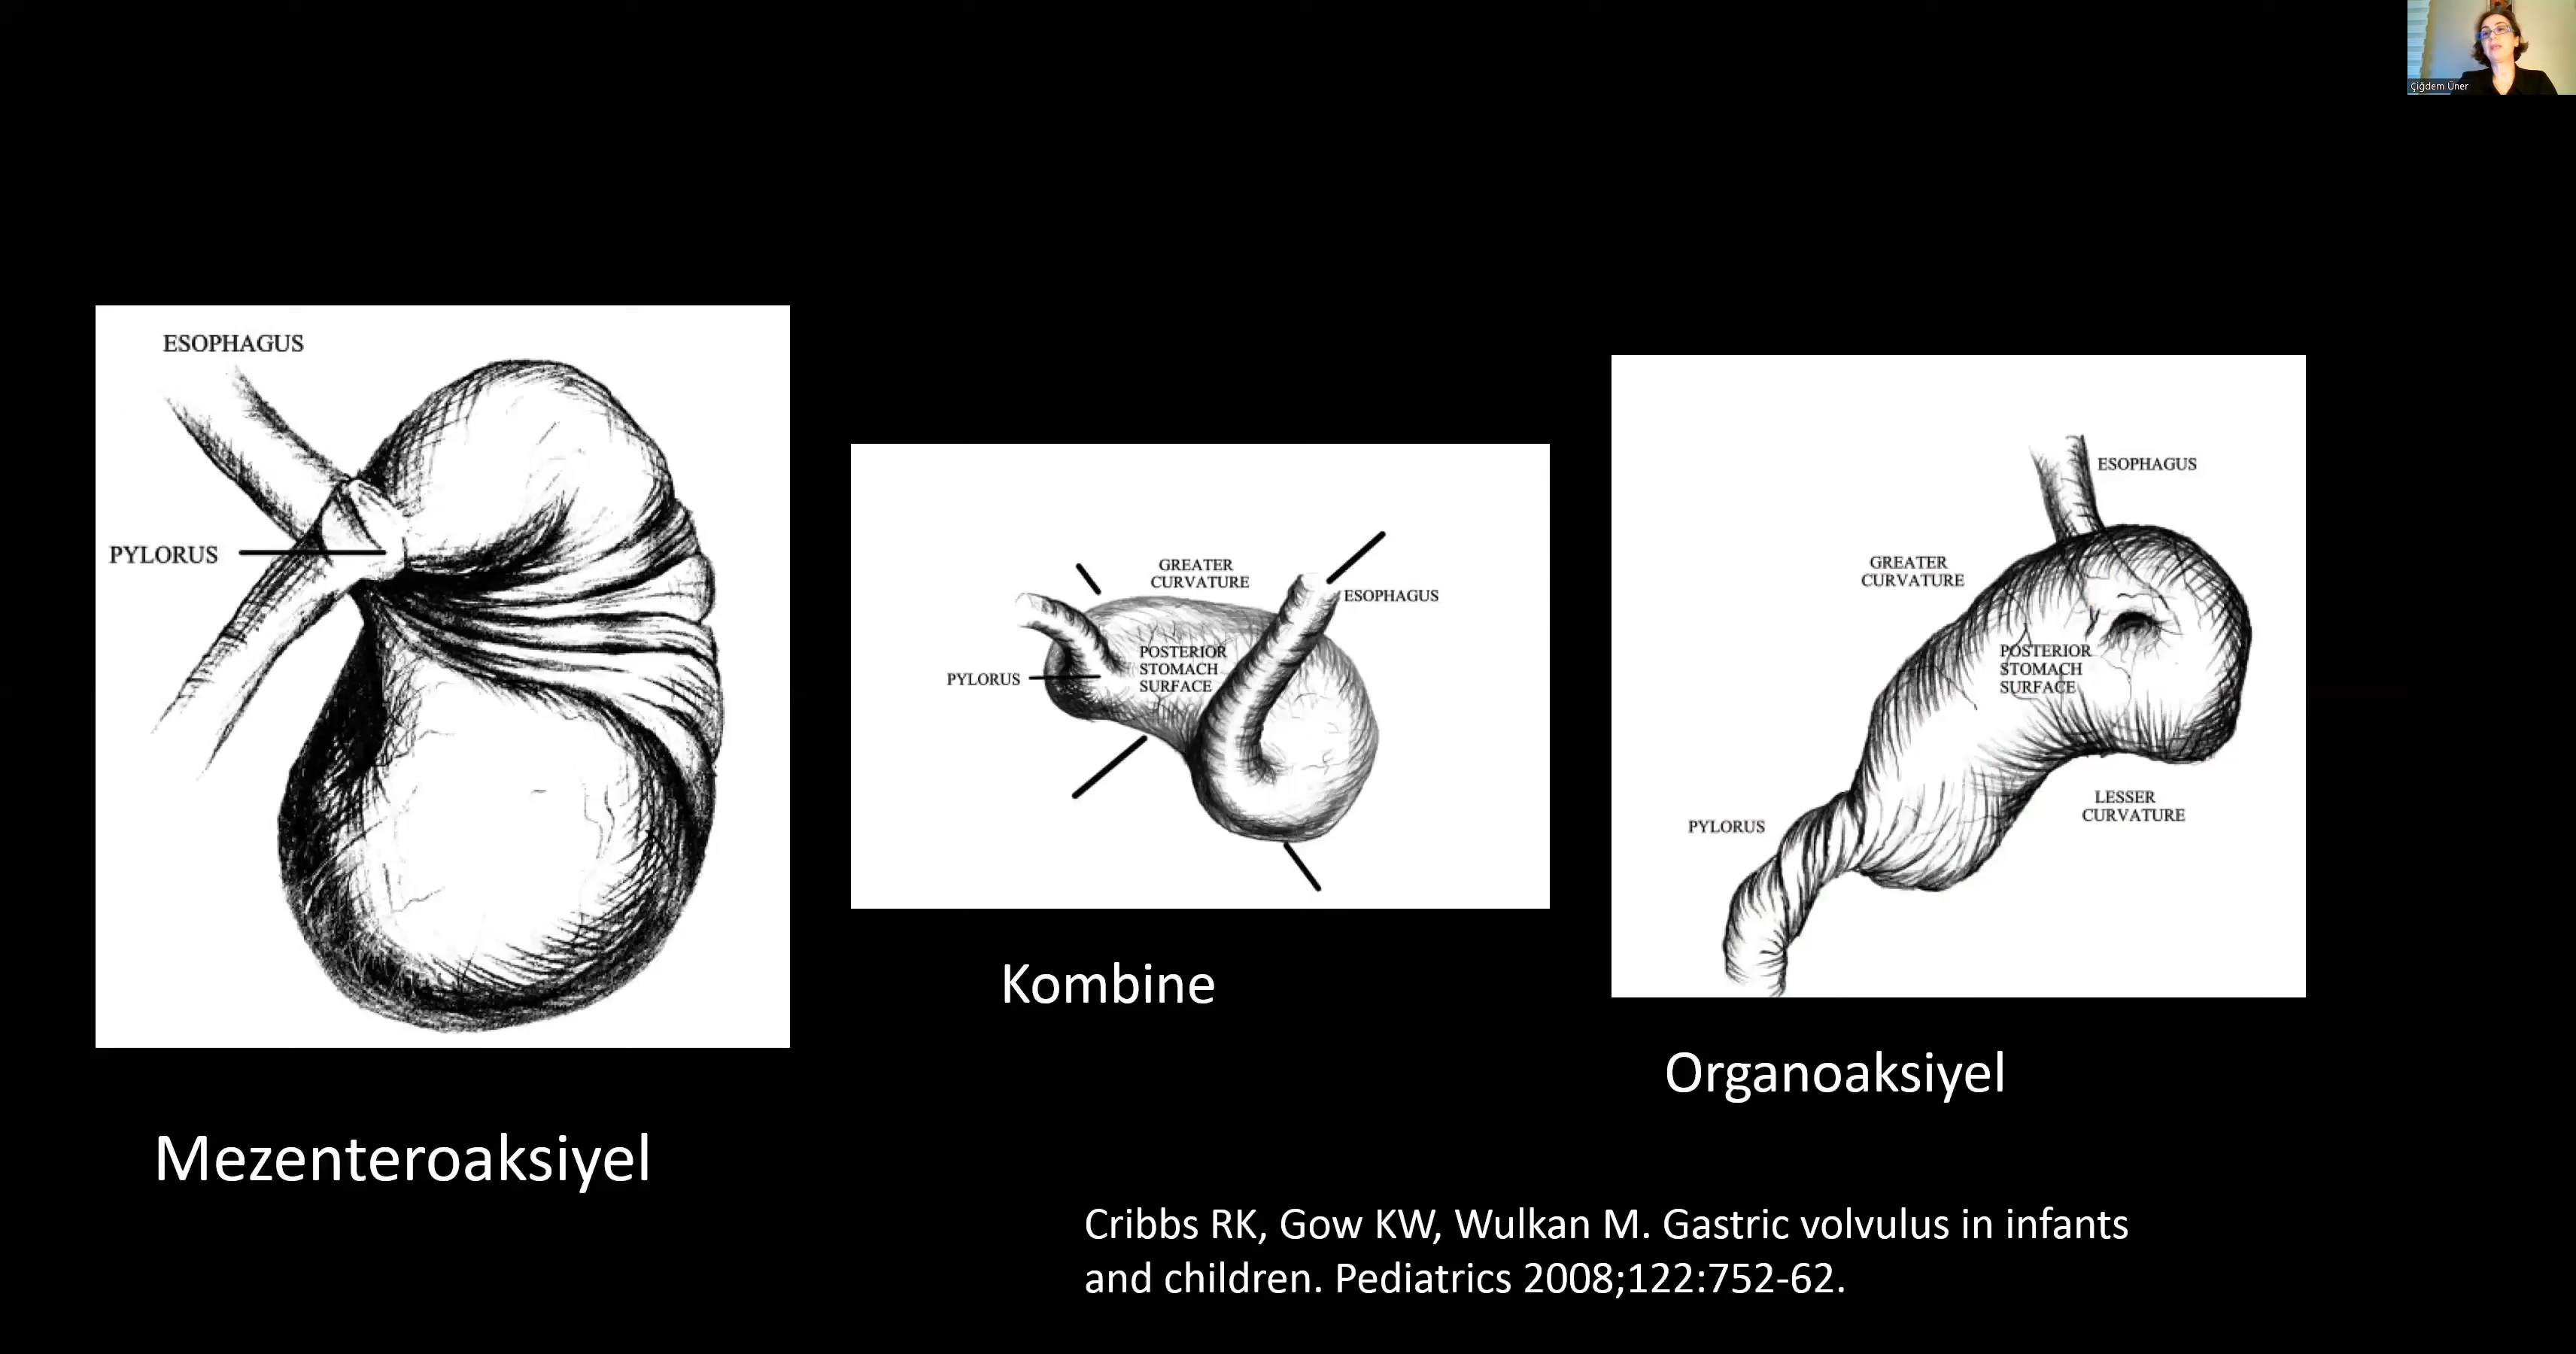 Çiğdem Üner
ESOPHAGUS
PYLORUS
Mezenteroaksiyel
GREATER
CURVATURE
ESOPHAGUS
POSTERIOR
STOMACH
SURFACE
PYLORUS
Kombine
ESOPHAGUS
GREATER
CURVATURE
POSTERIOR
STOMACH
SURFACE
LESSER
CURVATURE
PYLORUS
Organoaksiyel
Cribbs RK, Gow KW, Wulkan M. Gastric volvulus in infants
and children. Pediatrics 2008;122:752-62.